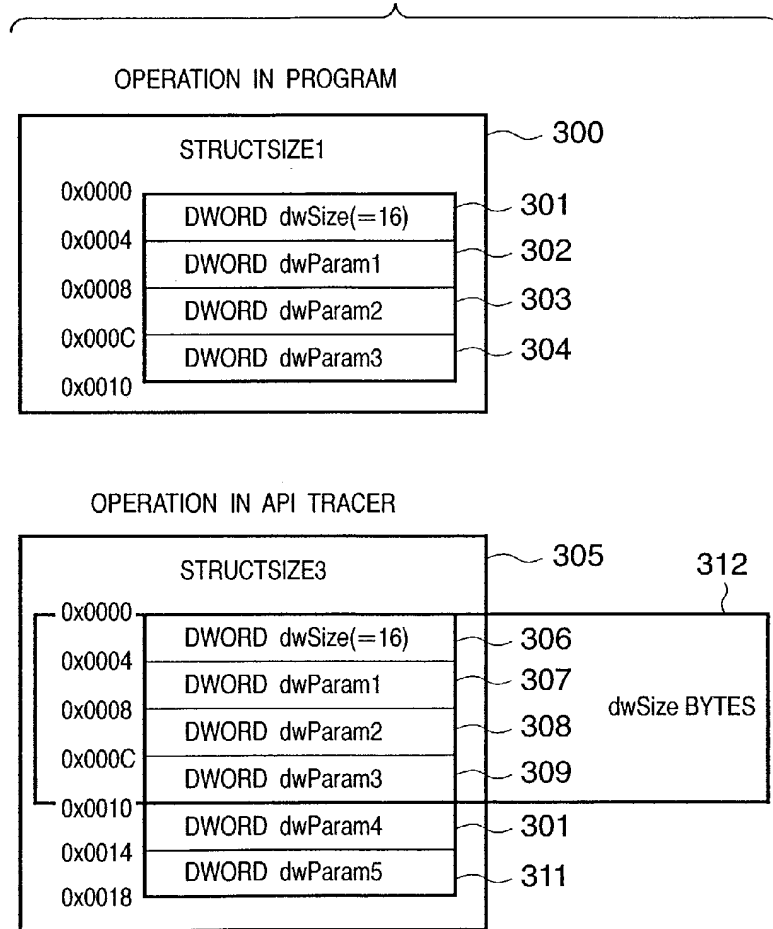 OPERATION IN PROGRAM
STRUCTSIZE1
300
0x0000
DWORD dwSize(=16)
301
0x0004
DWORD dwParam1
302
0x0008
DWORD dwParam2
303
0x000C
DWORD dwParam3
304
0x0010
OPERATION IN API TRACER
STRUCTSIZE3
305
312
0x0000
DWORD dwSize(=16)
306
0x0004
DWORD dwParam1
307
0x0008
DWORD dwParam2
308
dwSize BYTES
0x000C
DWORD dwParam3
309
0x0010
DWORD dwParam4
301
0x0014
DWORD dwParam5
311
0x0018